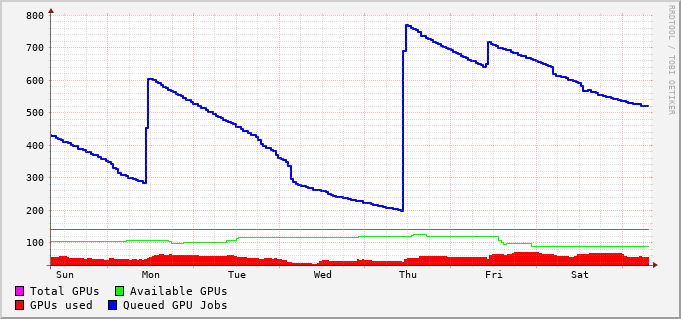 RRDTOOL / TOBI OETIKER
800
700
600
500
400
300
200
100
Sun Mon Tue Wed Thu Fri Sat
Total GPUs Available GPUs
GPUs used Queued GPU Jobs